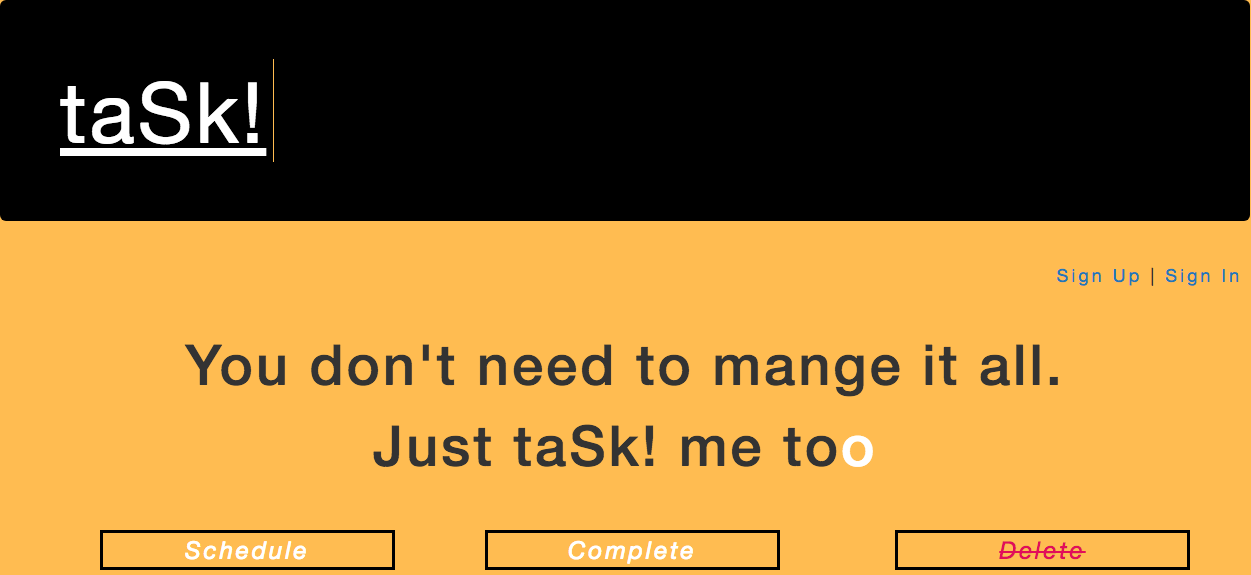 taSk!
Sign Up | Sign In
You don't need to mange it all.
Just taSk! me too
Schedule
Complete
Delete